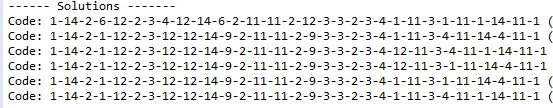 ------ Solutions -------
Code: 1-14-2-6-12-2-3-4-12-14-6-2-11-11-2-12-3-3-2-3-4-1-11-3-1-11-1-14-11-1 (
Code: 1-14-2-1-12-2-3-12-12-14-9-2-11-11-2-9-3-3-2-3-4-1-11-3-4-11-14-4-11-1 (
Code: 1-14-2-1-12-2-3-12-12-14-9-2-11-11-2-9-3-3-2-3-4-12-11-3-4-11-1-14-11-1
Code: 1-14-2-1-12-2-3-12-12-14-9-2-11-11-2-9-3-3-2-3-4-12-11-3-1-11-14-4-11-1
Code: 1-14-2-1-12-2-3-12-12-14-9-2-11-11-2-9-3-3-2-3-4-1-11-3-1-11-14-4-11-1 (
Code: 1-14-2-1-12-2-3-12-12-14-9-2-11-11-2-9-3-3-2-3-4-1-11-3-4-11-1-14-11-1 (